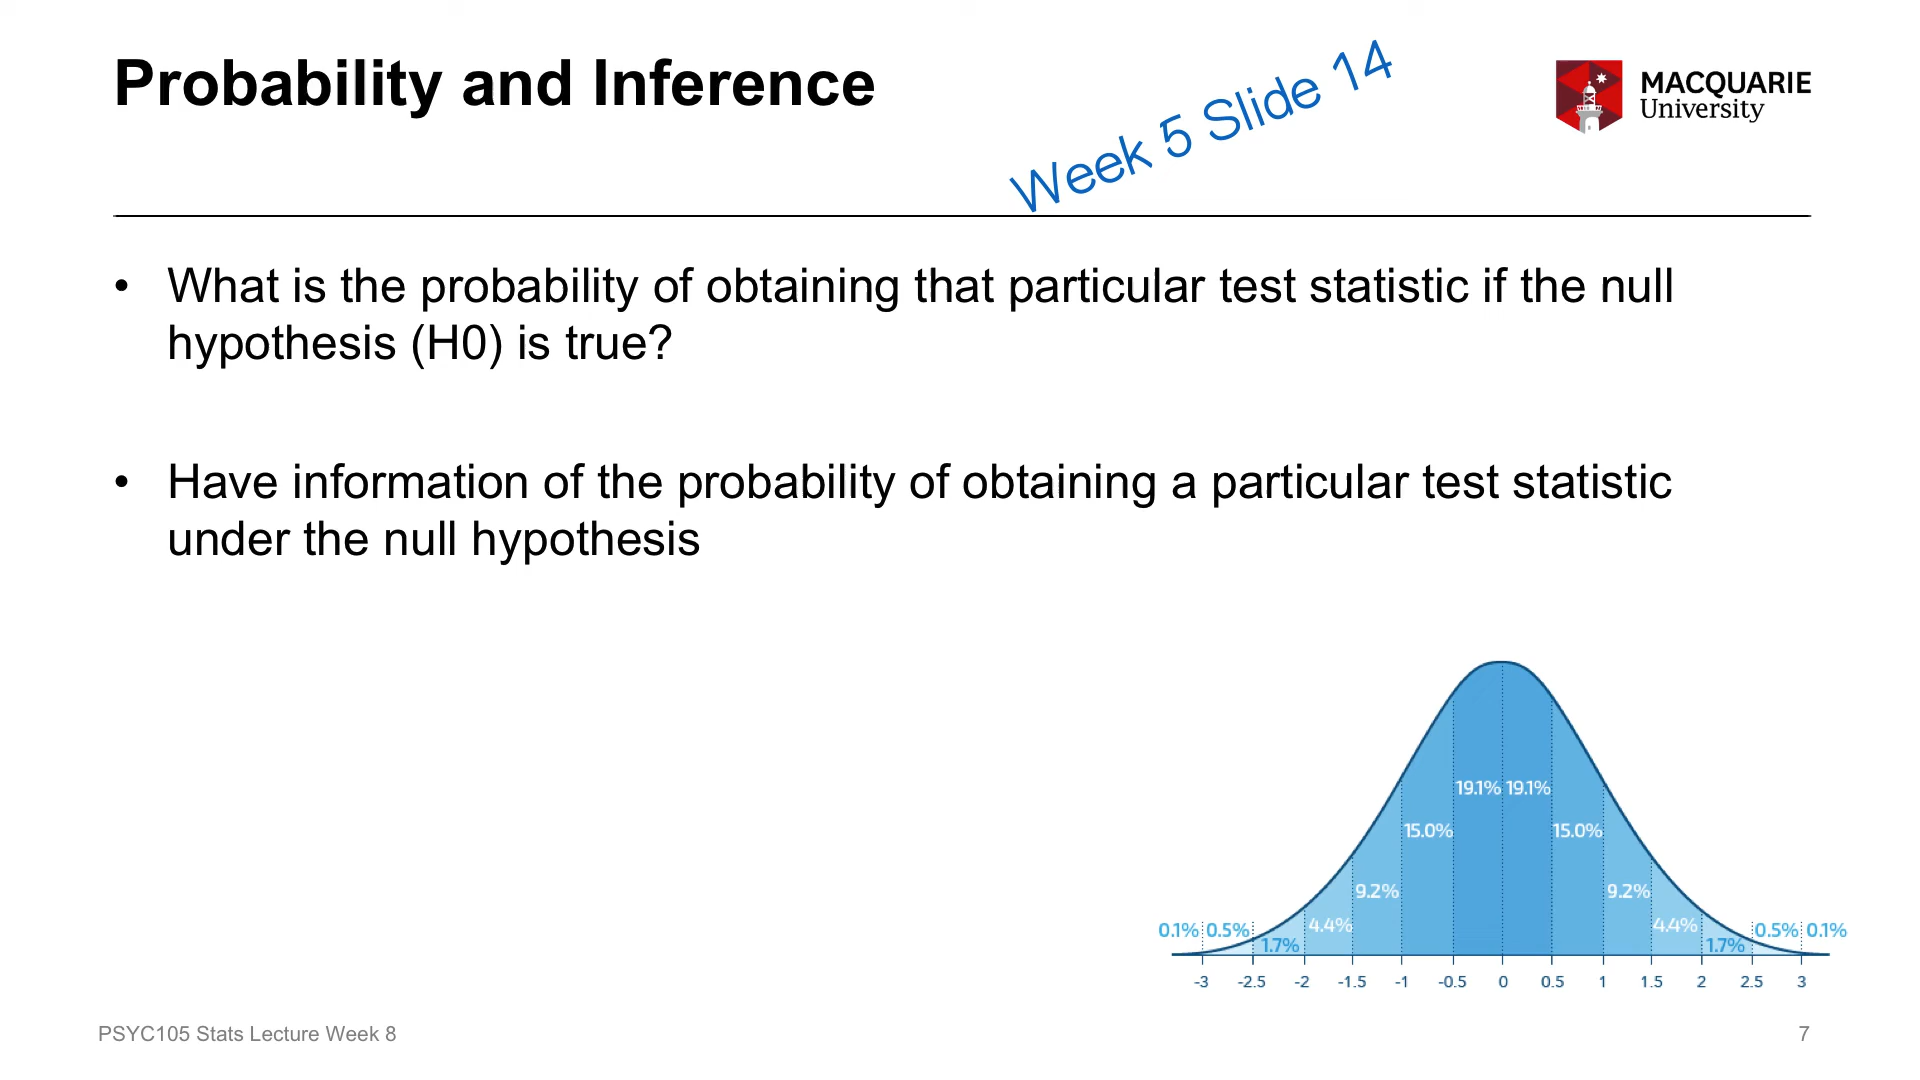 Probability and Inference
Week 5 Slide 14
MACQUARIE
University
• What is the probability of obtaining that particular test statistic if the null
hypothesis (H0) is true?
• Have information of the probability of obtaining a particular test statistic
under the null hypothesis
19.1% 19.1%
15.0% 15.0%
9.2% 9.2%
0.1% 0.5% 4.4% 4.4% 0.5% 0.1%
1.7% 1.7%
-3 -2.5 -2 -1.5 -1 -0.5 0 0.5 1 1.5 2 2.5 3
PSYC105 Stats Lecture Week 8
7